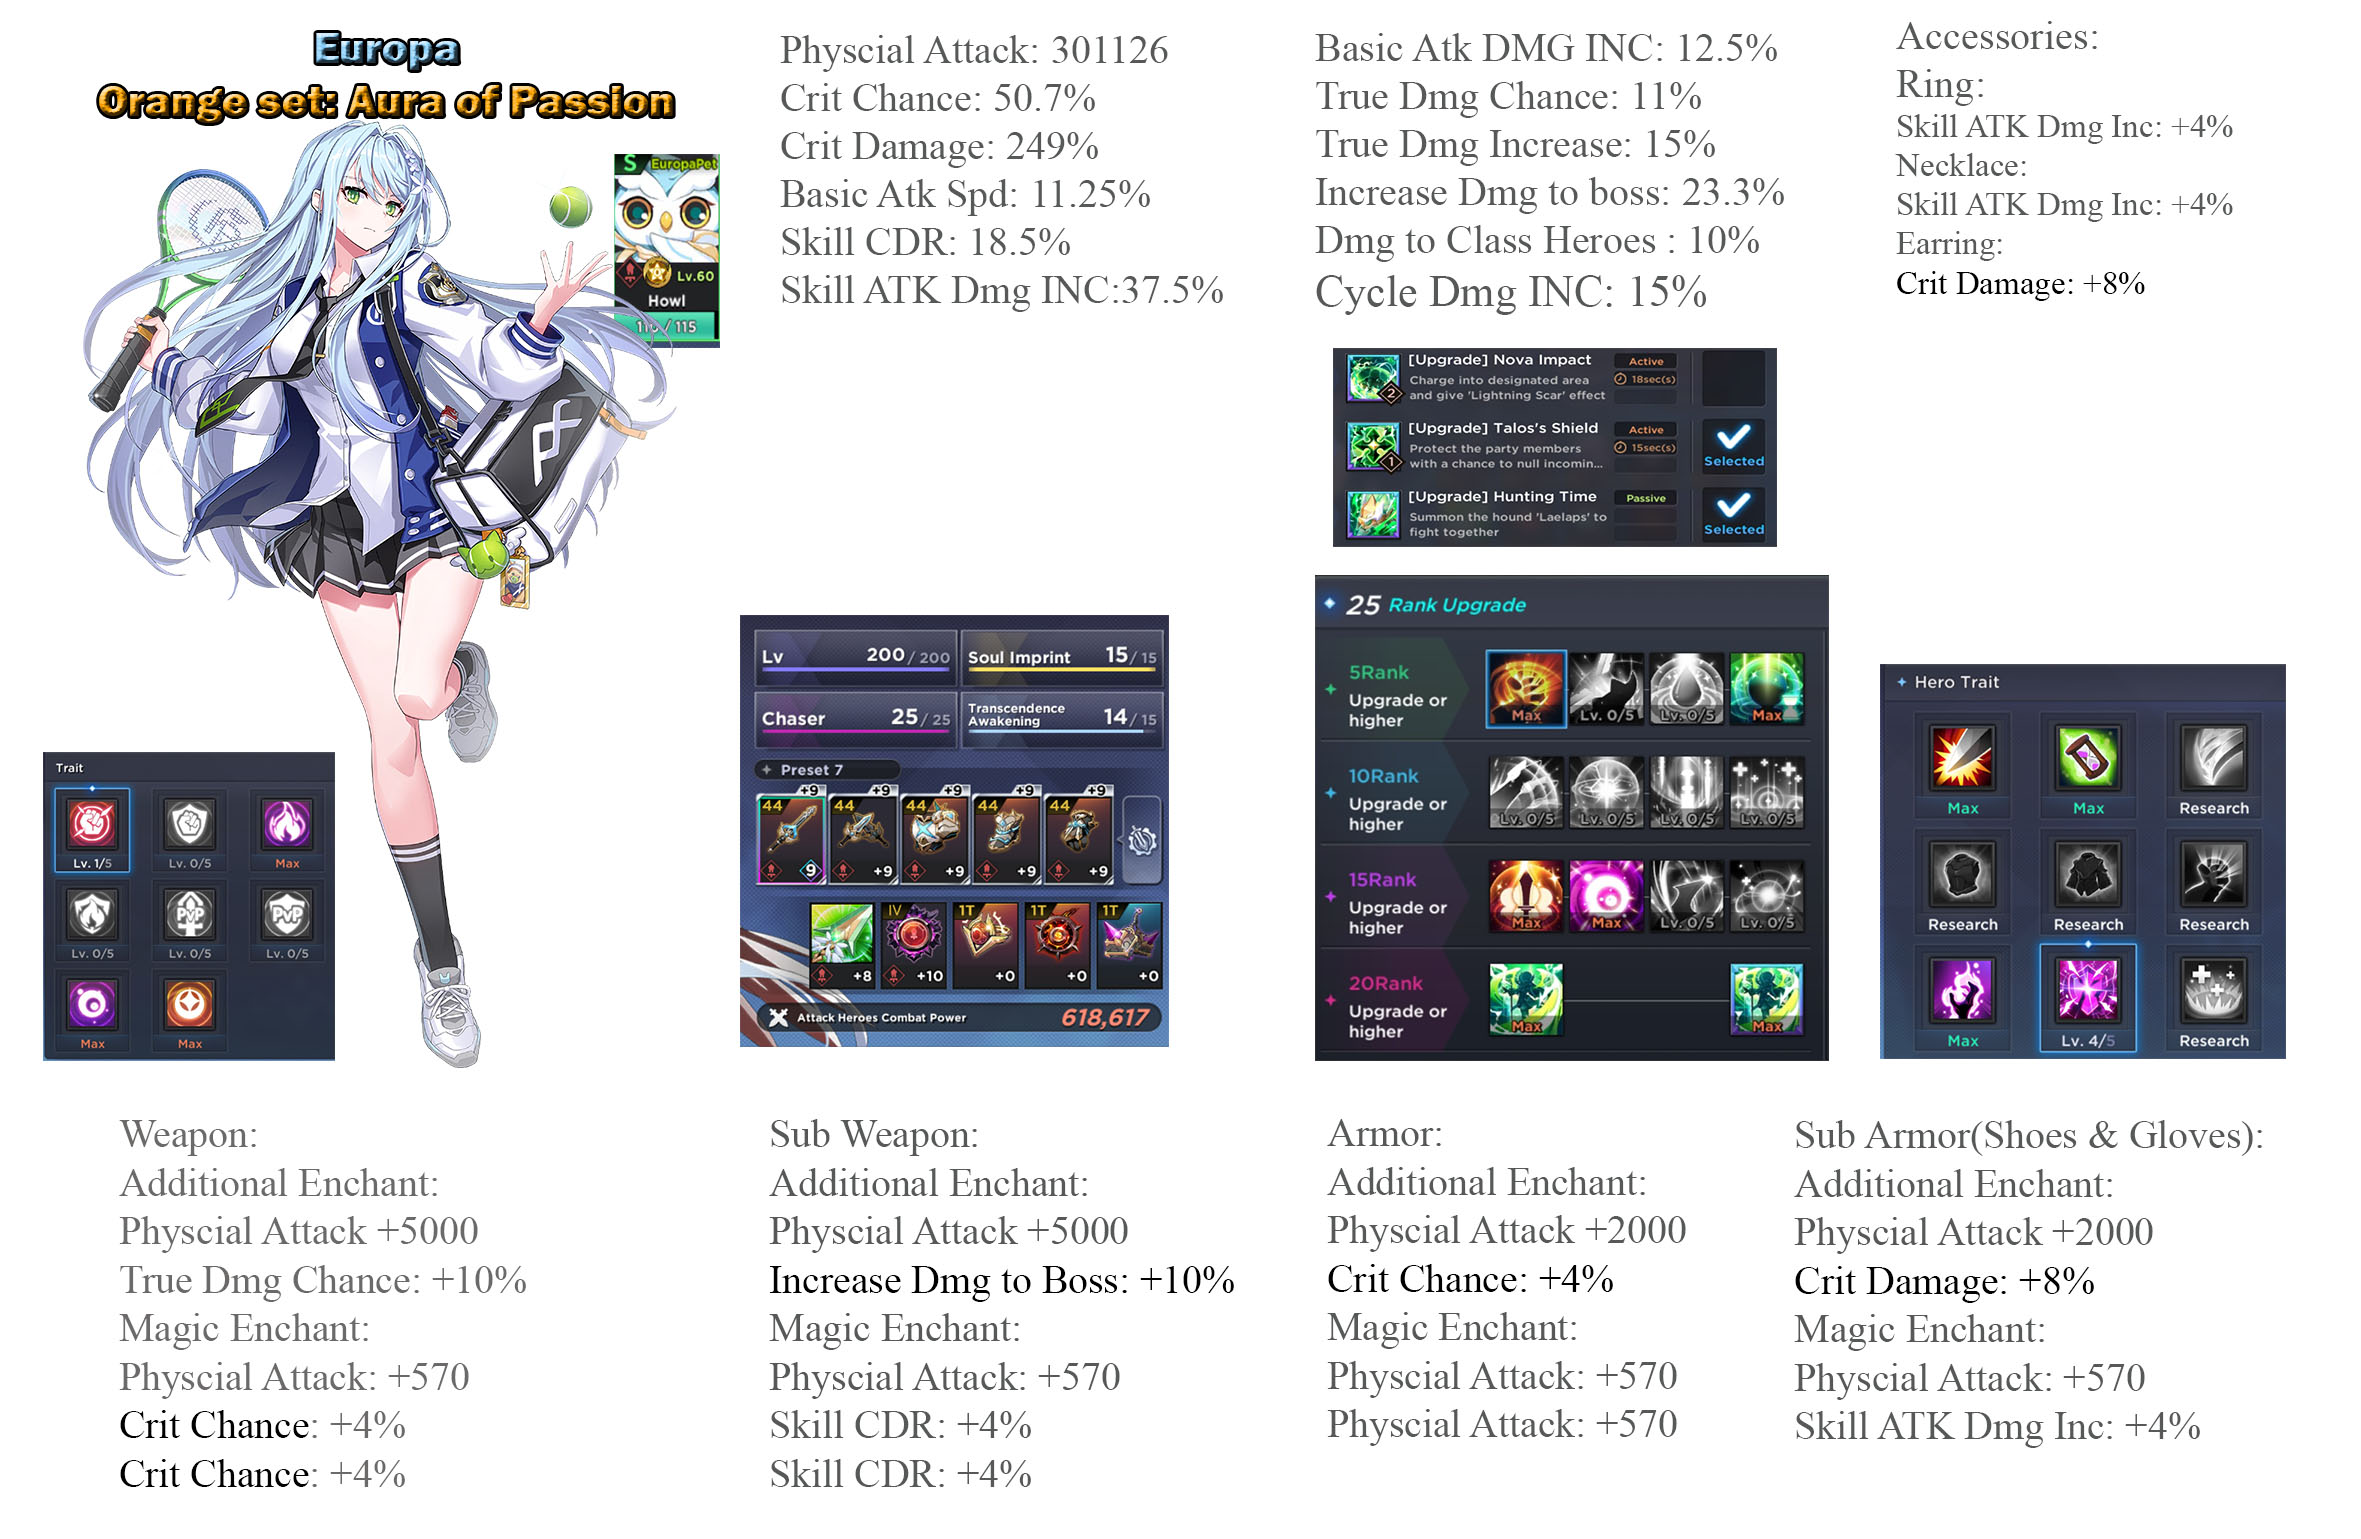 Europa
Orange set: Aura of Passion
S EuropaPet
Lv.60
Howl
110/115
Physcial Attack: 301126
Crit Chance: 50.7%
Crit Damage: 249%
Basic Atk Spd: 11.25%
Skill CDR: 18.5%
Skill ATK Dmg INC:37.5%
Basic Atk DMG INC: 12.5%
True Dmg Chance: 11%
True Dmg Increase: 15%
Increase Dmg to boss: 23.3%
Dmg to Class Heroes : 10%
Cycle Dmg INC: 15%
Accessories:
Ring:
Skill ATK Dmg Inc: +4%
Necklace:
Skill ATK Dmg Inc: +4%
Earring:
Crit Damage: +8%
[Upgrade] Nova Impact
Active
Charge into designated area
18sec(s)
and give 'Lightning Scar' effect
2
[Upgrade] Talos's Shield
Active
Protect the party members
15sec(s)
with a chance to null incomin...
1
Selected
[Upgrade] Hunting Time
Passive
Summon the hound 'Laelaps' to
fight together
Selected
Trait
Lv. 1/5
Lv. 0/5
Max
Lv. 0/5
Lv. 0/5
Lv. 0/5
PvP
PvP
Max
Max
Lv 200/200
Soul Imprint 15/15
Chaser 25/25
Transcendence
Awakening 14/15
Preset 7
+9 +9 +9 +9 +9
44 44 44 44 44
9 +9 +9 +9 +9
IV 1T 1T 1T
+8 +10 +0 +0 +0
Attack Heroes Combat Power 618,617
25 Rank Upgrade
5Rank
Upgrade or
higher
Max Lv. 0/5 Lv. 0/5 Max
10Rank
Upgrade or
higher
Lv. 0/5 Lv. 0/5 Lv. 0/5 Lv. 0/5
15Rank
Upgrade or
higher
Max Max Lv. 0/5 Lv. 0/5
20Rank
Upgrade or
higher
Max Max
Hero Trait
Max Max Research
Research Research Research
Max Lv. 4/5 Research
Weapon:
Additional Enchant:
Physcial Attack +5000
True Dmg Chance: +10%
Magic Enchant:
Physcial Attack: +570
Crit Chance: +4%
Crit Chance: +4%
Sub Weapon:
Additional Enchant:
Physcial Attack +5000
Increase Dmg to Boss: +10%
Magic Enchant:
Physcial Attack: +570
Skill CDR: +4%
Skill CDR: +4%
Armor:
Additional Enchant:
Physcial Attack +2000
Crit Chance: +4%
Magic Enchant:
Physcial Attack: +570
Physcial Attack: +570
Sub Armor(Shoes & Gloves):
Additional Enchant:
Physcial Attack +2000
Crit Damage: +8%
Magic Enchant:
Physcial Attack: +570
Skill ATK Dmg Inc: +4%